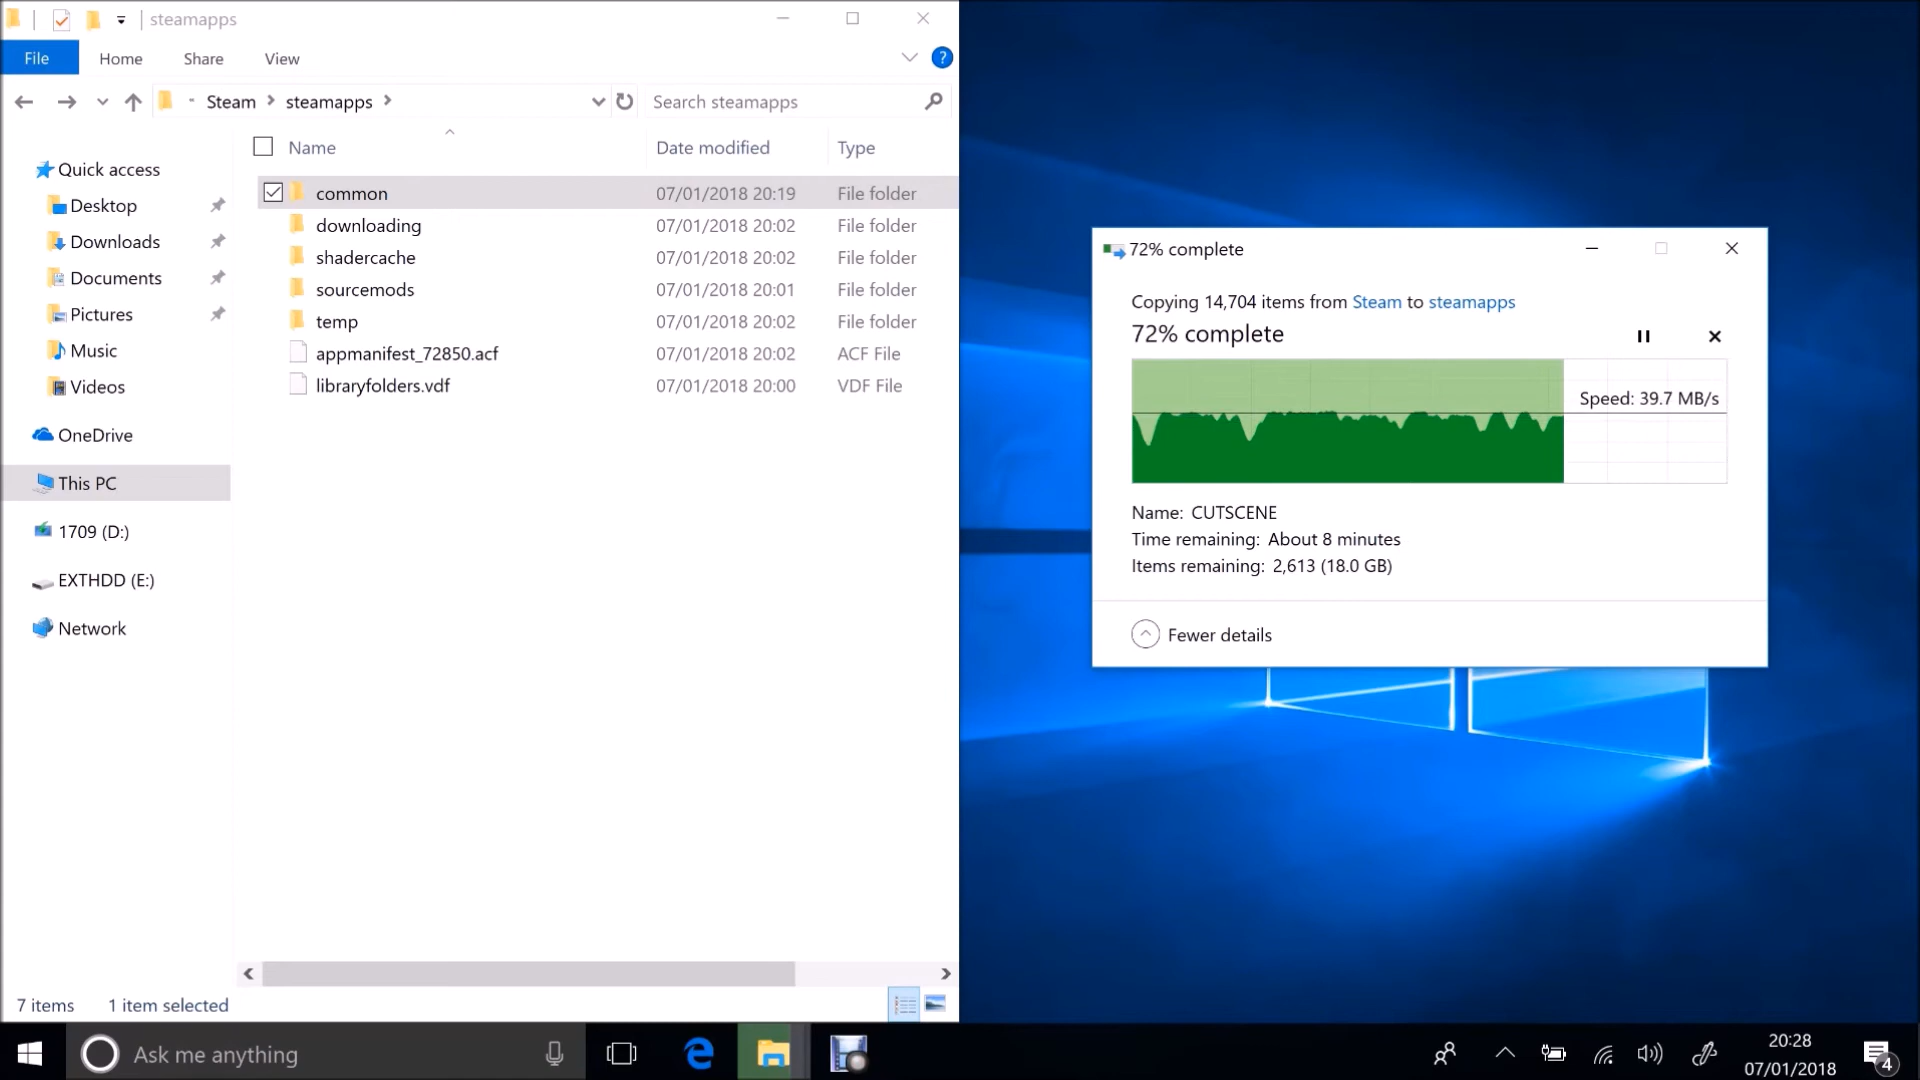 steamapps
File
Home
Share
View
Steam
steamapps
Search steamapps
Name
Date modified
Type
Quick access
Desktop
Downloads
Documents
Pictures
Music
Videos
OneDrive
This PC
1709 (D:)
EXTHDD (E:)
Network
common 07/01/2018 20:19 File folder
downloading 07/01/2018 20:02 File folder
shadercache 07/01/2018 20:02 File folder
sourcemods 07/01/2018 20:01 File folder
temp 07/01/2018 20:02 File folder
appmanifest_72850.acf 07/01/2018 20:02 ACF File
libraryfolders.vdf 07/01/2018 20:00 VDF File
7 items 1 item selected
72% complete
Copying 14,704 items from Steam to steamapps
72% complete
Speed: 39.7 MB/s
Name: CUTSCENE
Time remaining: About 8 minutes
Items remaining: 2,613 (18.0 GB)
Fewer details
Ask me anything
20:28
07/01/2018
4